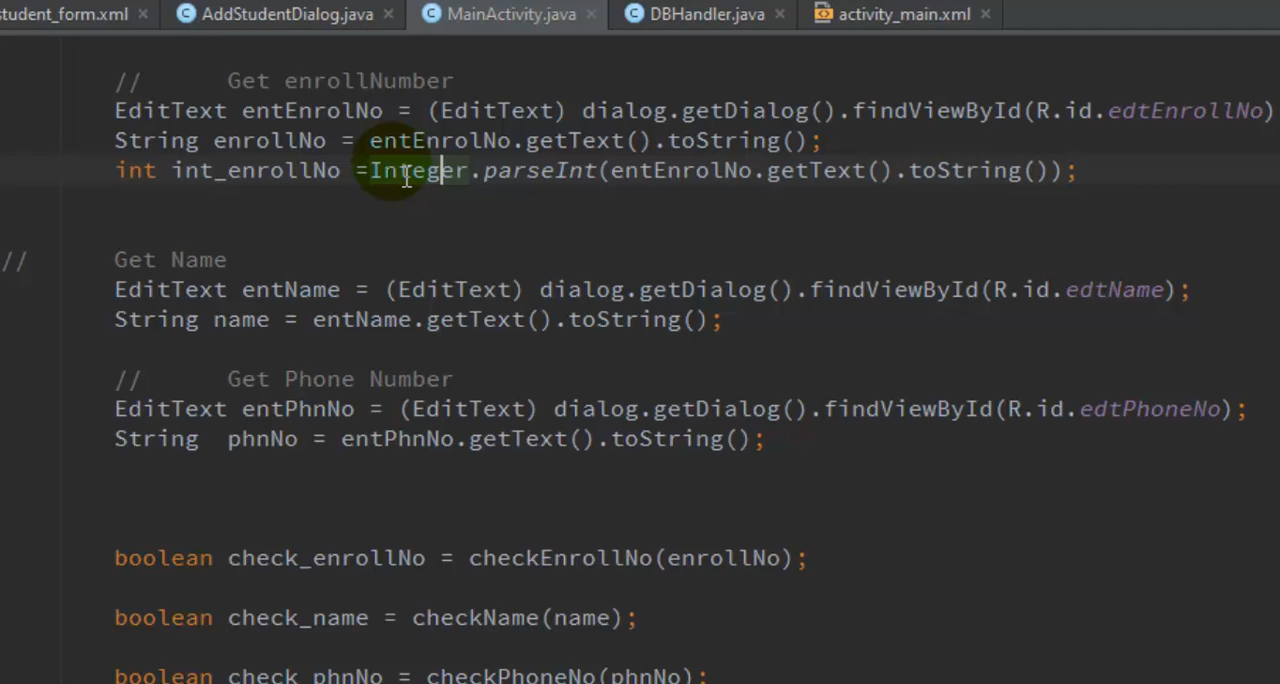 student_form.xml × AddStudentDialog.java × MainActivity.java × DBHandler.java × activity_main.xml ×
// Get enrollNumber
EditText entEnrolNo = (EditText) dialog.getDialog().findViewById(R.id.edtEnrollNo)
String enrollNo = entEnrolNo.getText().toString();
int int_enrollNo =Integer.parseInt(entEnrolNo.getText().toString());
// Get Name
EditText entName = (EditText) dialog.getDialog().findViewById(R.id.edtName);
String name = entName.getText().toString();
// Get Phone Number
EditText entPhnNo = (EditText) dialog.getDialog().findViewById(R.id.edtPhoneNo);
String phnNo = entPhnNo.getText().toString();
boolean check_enrollNo = checkEnrollNo(enrollNo);
boolean check_name = checkName(name);
boolean check_phnNo = checkPhoneNo(phnNo);